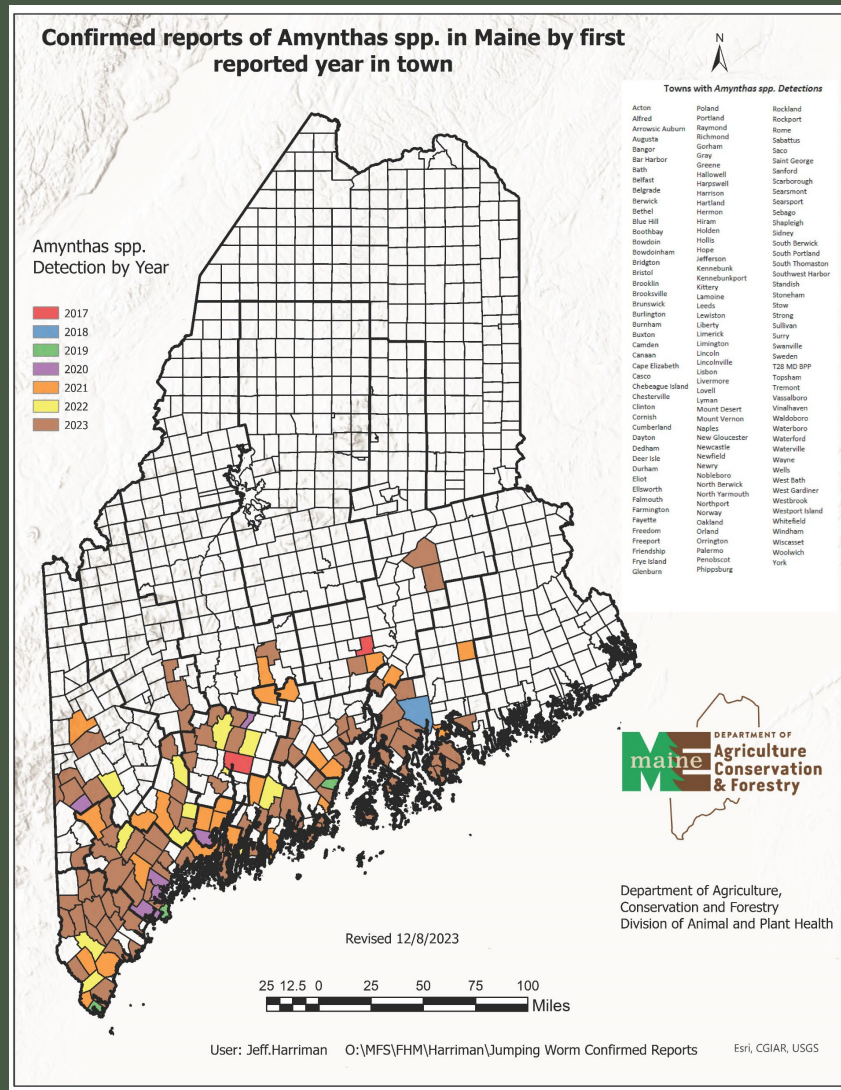 Confirmed reports of Amynthas spp. in Maine by first
reported year in town
N
Towns with Amynthas spp. Detections
Acton
Alfred
Arrowsic Auburn
Augusta
Bangor
Bar Harbor
Bath
Belfast
Belgrade
Berwick
Bethel
Blue Hill
Boothbay
Bowdoin
Bowdoinham
Bridgton
Bristol
Brooklin
Brooksville
Brunswick
Burlington
Burnham
Buxton
Camden
Canaan
Cape Elizabeth
Casco
Chebeague Island
Chesterville
Clinton
Cornish
Cumberland
Dayton
Dedham
Deer Isle
Durham
Eliot
Ellsworth
Falmouth
Farmington
Fayette
Freedom
Freeport
Friendship
Frye Island
Glenburn
Poland
Portland
Raymond
Richmond
Gorham
Gray
Greene
Hallowell
Harpswell
Harrison
Hartland
Hermon
Hiram
Holden
Hollis
Hope
Jefferson
Kennebunk
Kennebunkport
Kittery
Lamoine
Leeds
Lewiston
Liberty
Limerick
Limington
Lincoln
Lincolnville
Lisbon
Livermore
Lovell
Lyman
Mount Desert
Mount Vernon
Naples
New Gloucester
Newcastle
Newfield
Newry
Nobleboro
North Berwick
North Yarmouth
Northport
Norway
Oakland
Orland
Orrington
Palermo
Penobscot
Phippsburg
Rockland
Rockport
Rome
Sabattus
Saco
Saint George
Sanford
Scarborough
Searsmont
Searsport
Sebago
Shapleigh
Sidney
South Berwick
South Portland
South Thomaston
Southwest Harbor
Standish
Stoneham
Stow
Strong
Sullivan
Surry
Swanville
Sweden
T28 MD BPP
Topsham
Tremont
Vassalboro
Vinalhaven
Waldoboro
Waterboro
Waterford
Waterville
Wayne
Wells
West Bath
West Gardiner
Westbrook
Westport Island
Whitefield
Windham
Wiscasset
Woolwich
York
Amynthas spp.
Detection by Year
2017
2018
2019
2020
2021
2022
2023
maine
DEPARTMENT OF
Agriculture
Conservation
& Forestry
Department of Agriculture,
Conservation and Forestry
Division of Animal and Plant Health
Revised 12/8/2023
25 12.5 0 25 50 75 100
Miles
User: Jeff.Harriman O:\MFS\FHM\Harriman\Jumping Worm Confirmed Reports
Esri, CGIAR, USGS